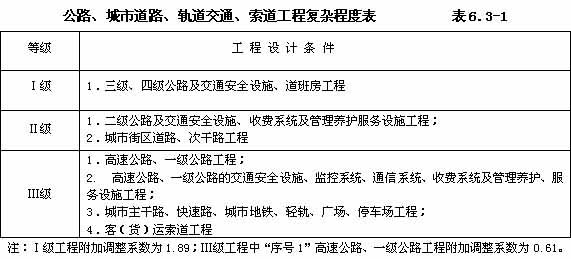 公路、城市道路、轨道交通、索道工程复杂程度表 表6.3-1
等级 工 程 设 计 条 件
Ⅰ级 1．三级、四级公路及交通安全设施、道班房工程
Ⅱ级 1．二级公路及交通安全设施、收费系统及管理养护服务设施工程；
2．城市街区道路、次干路工程
Ⅲ级 1．高速公路、一级公路工程；
2. 高速公路、一级公路的交通安全设施、监控系统、通信系统、收费系统及管理养护、服
务设施工程；
3．城市主干路、快速路、城市地铁、轻轨、广场、停车场工程；
4．客（货）运索道工程
注：Ⅰ级工程附加调整系数为1.89；Ⅲ级工程中“序号1”高速公路、一级公路工程附加调整系数为0.61。